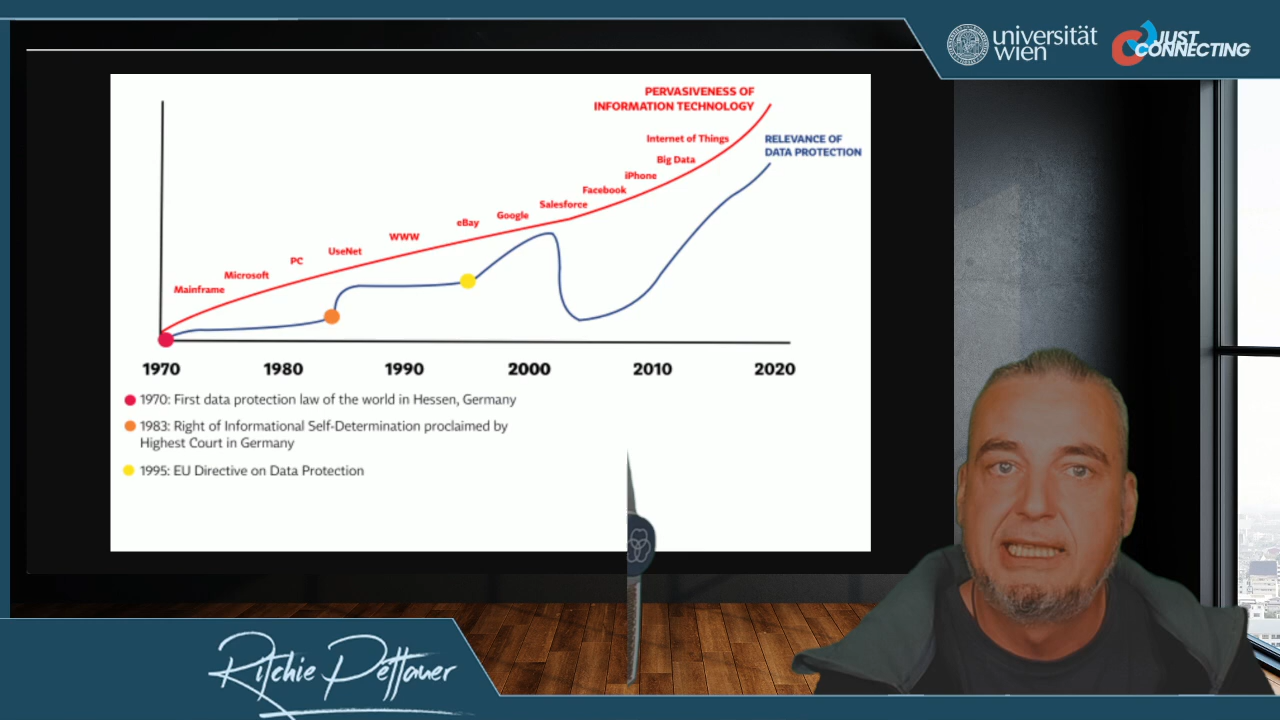 universität
wien
JUST
CONNECTING
PERVASIVENESS OF
INFORMATION TECHNOLOGY
RELEVANCE OF
DATA PROTECTION
Internet of Things
Big Data
iPhone
Facebook
Salesforce
Google
eBay
WWW
UseNet
PC
Microsoft
Mainframe
1970 1980 1990 2000 2010 2020
1970: First data protection law of the world in Hessen, Germany
1983: Right of Informational Self-Determination proclaimed by
Highest Court in Germany
1995: EU Directive on Data Protection
Ritchie Pettauer